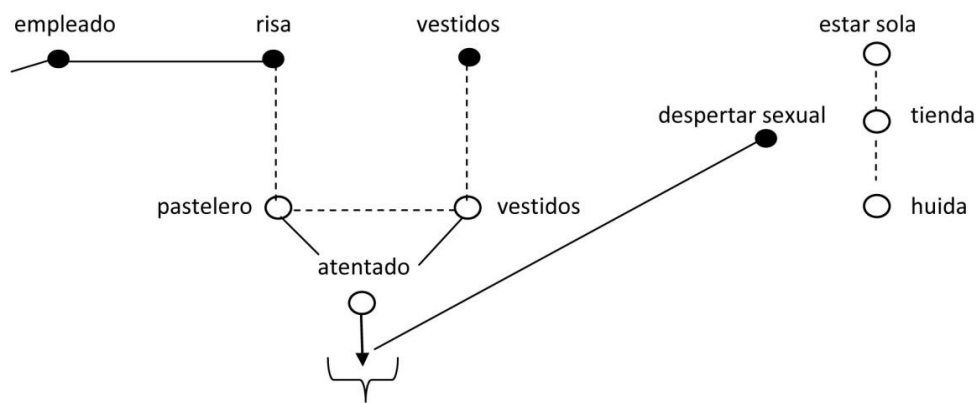 empleado
risa
vestidos
estar sola
despertar sexual
tienda
pastelero
vestidos
huida
atentado